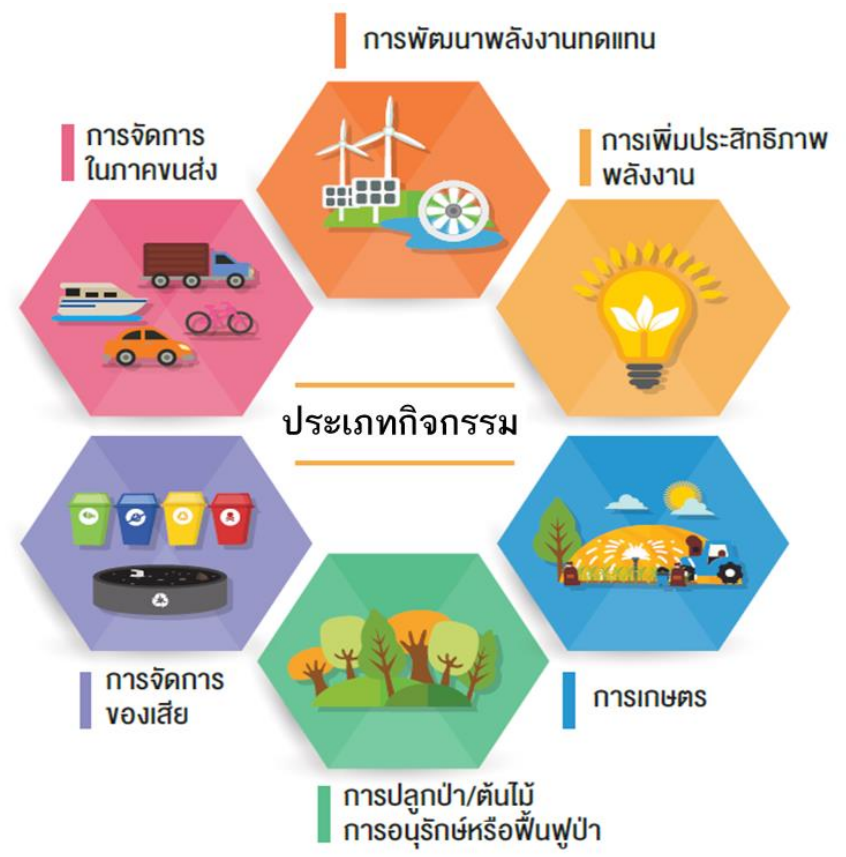 การพัฒนาพลังงานทดแทน
การจัดการ
ในภาคขนส่ง
การเพิ่มประสิทธิภาพ
พลังงาน
ประเภทกิจกรรม
การจัดการ
ของเสีย
การเกษตร
การปลูกป่า/ต้นไม้
การอนุรักษ์หรือฟื้นฟูป่า